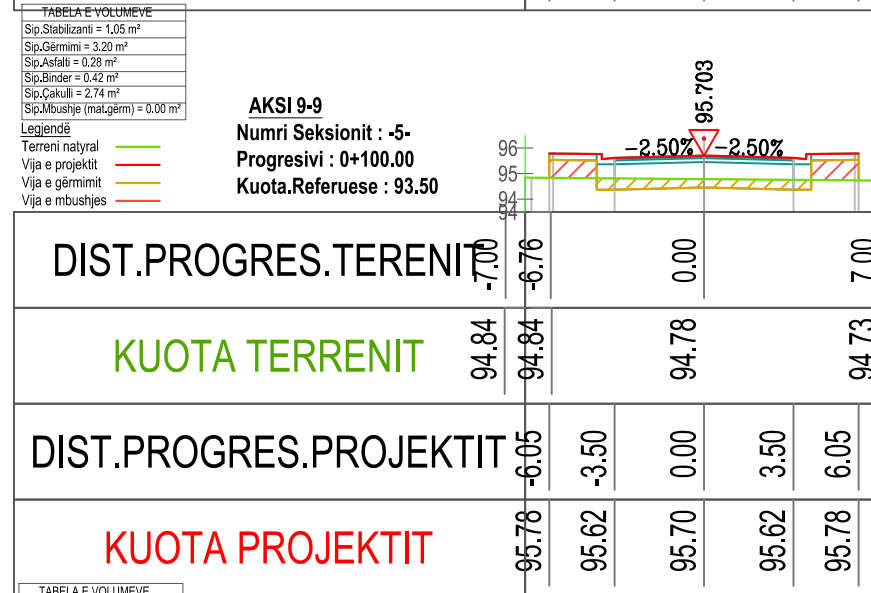 TABELA E VOLUMEVE
Sip.Stabilizanti = 1.05 m²
Sip.Gërmimi = 3.20 m²
Sip.Asfalti = 0.28 m²
Sip.Binder = 0.42 m²
Sip.Çakulli = 2.74 m²
Sip.Mbushje (mat.gërm) = 0.00 m²
Legjendë
Terreni natyral
Vija e projektit
Vija e gërmimit
Vija e mbushjes
AKSI 9-9
Numri Seksionit : -5-
Progresivi : 0+100.00
Kuota.Referuese : 93.50
95.703
-2.50% -2.50%
96
95
94
94
DIST.PROGRES.TERENIT -7.00 -6.76 0.00 7.00
KUOTA TERRENIT 94.84 94.84 94.78 94.73
DIST.PROGRES.PROJEKTIT -6.05 -3.50 0.00 3.50 6.05
KUOTA PROJEKTIT 95.78 95.62 95.70 95.62 95.78
TABELA E VOLUMEVE